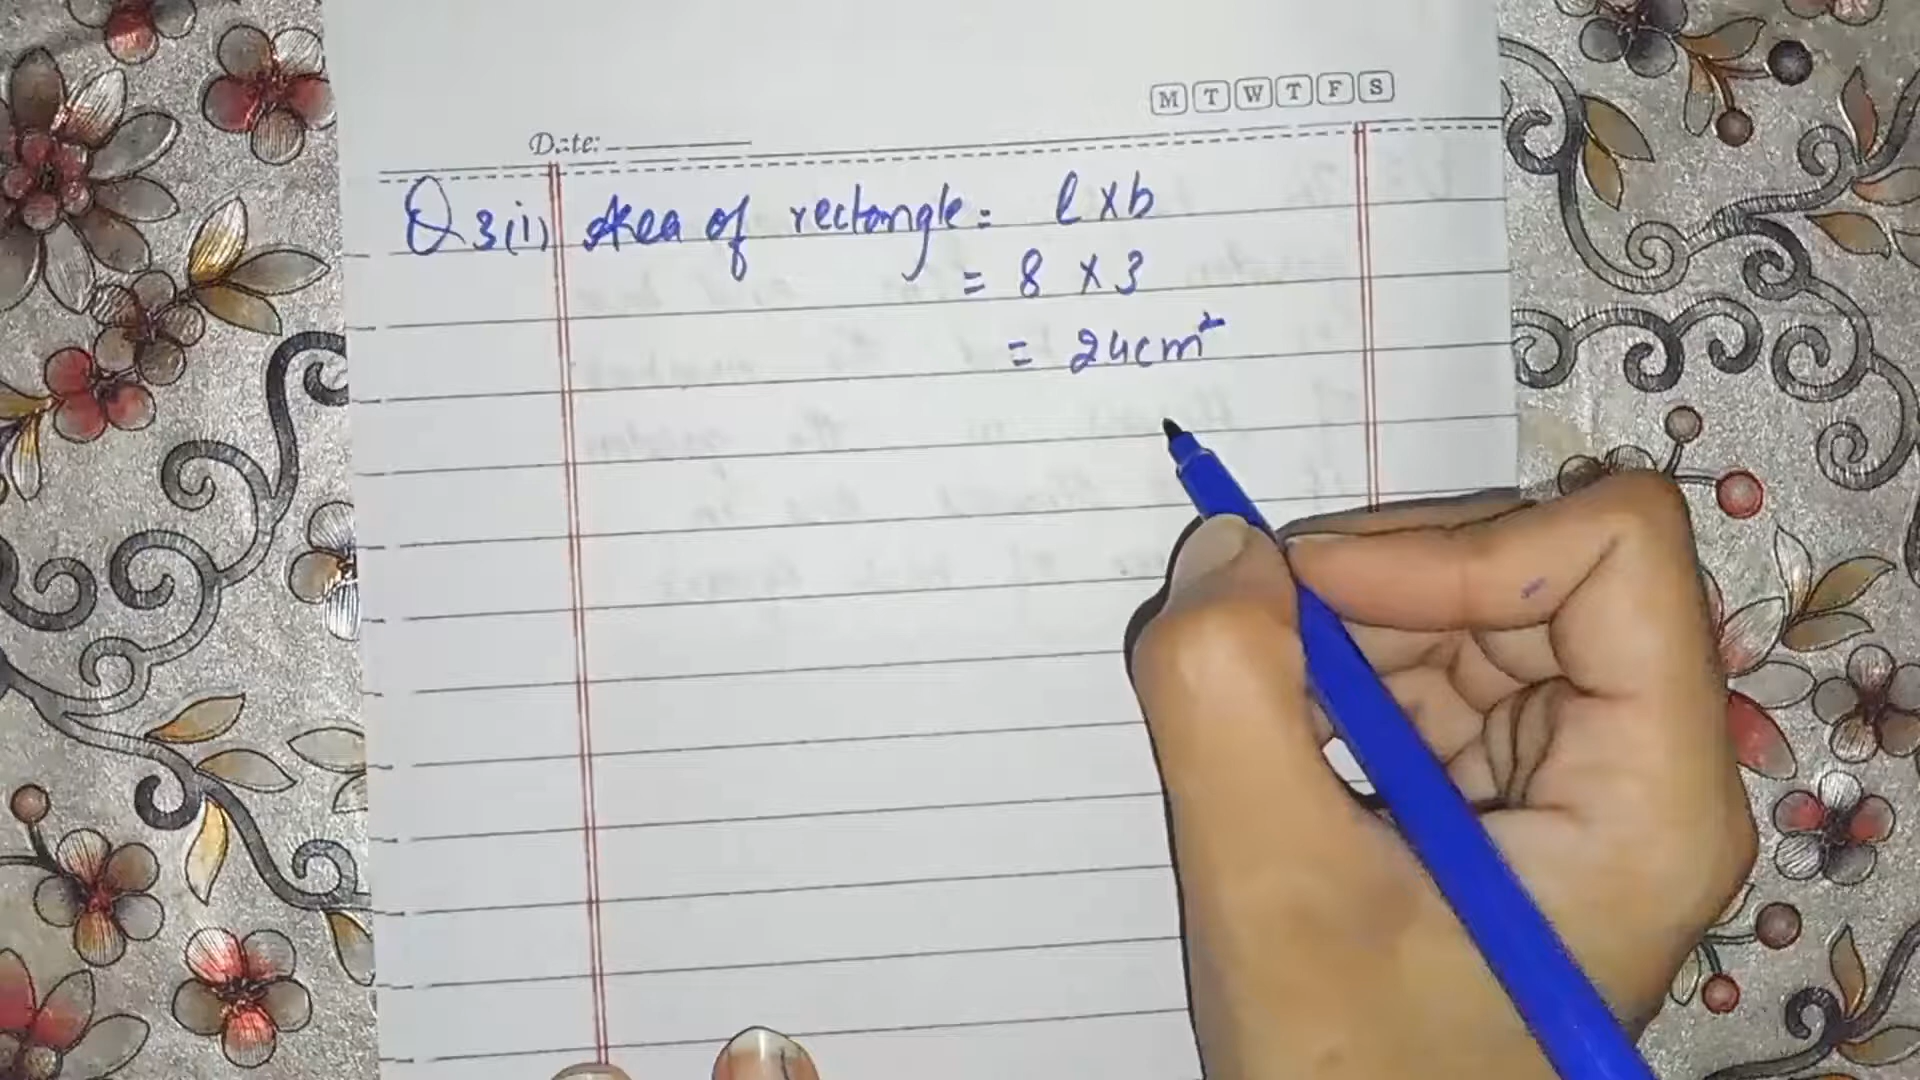 M T W T F S
Date:
Q 3(i) Area of rectangle = l x b
= 8 x 3
= 24cm²